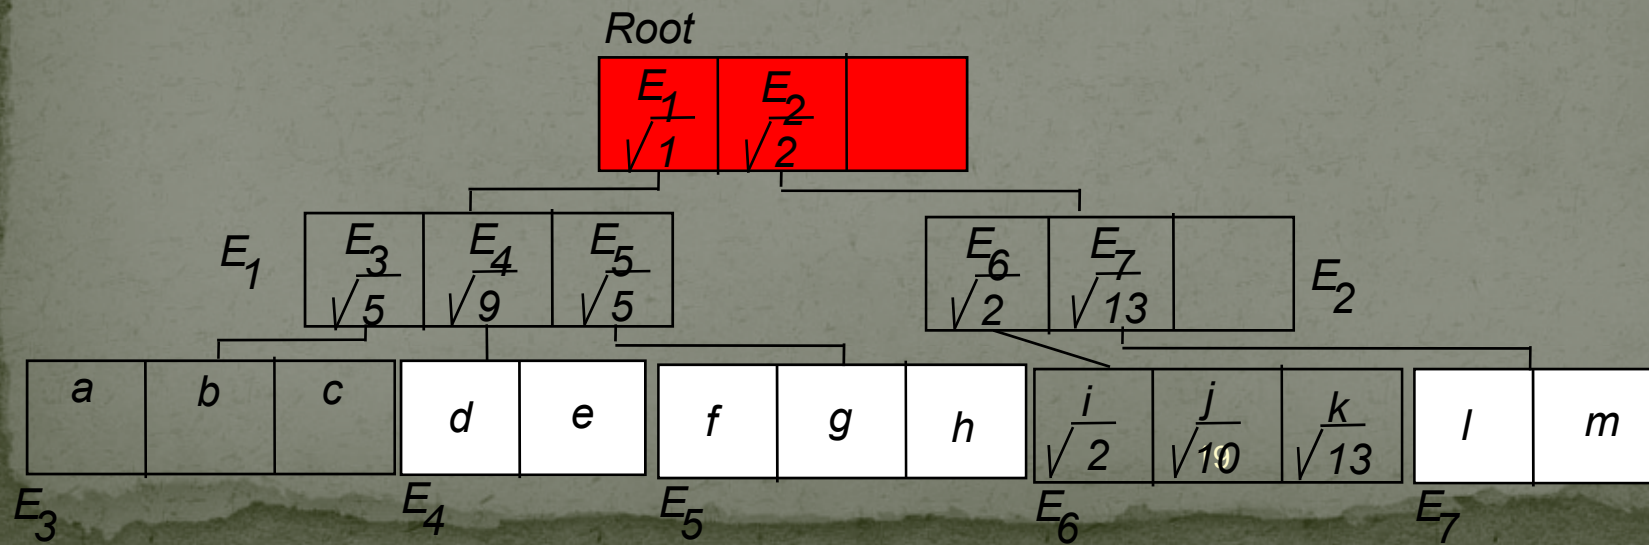 Root
E1 E2
√1 √2
E1
E3 E4 E5
√5 √9 √5
E6 E7
√2 √13
E2
a b c
d e
f g h
i j k
√2 √10 √13
9
l m
E3 E4 E5 E6 E7